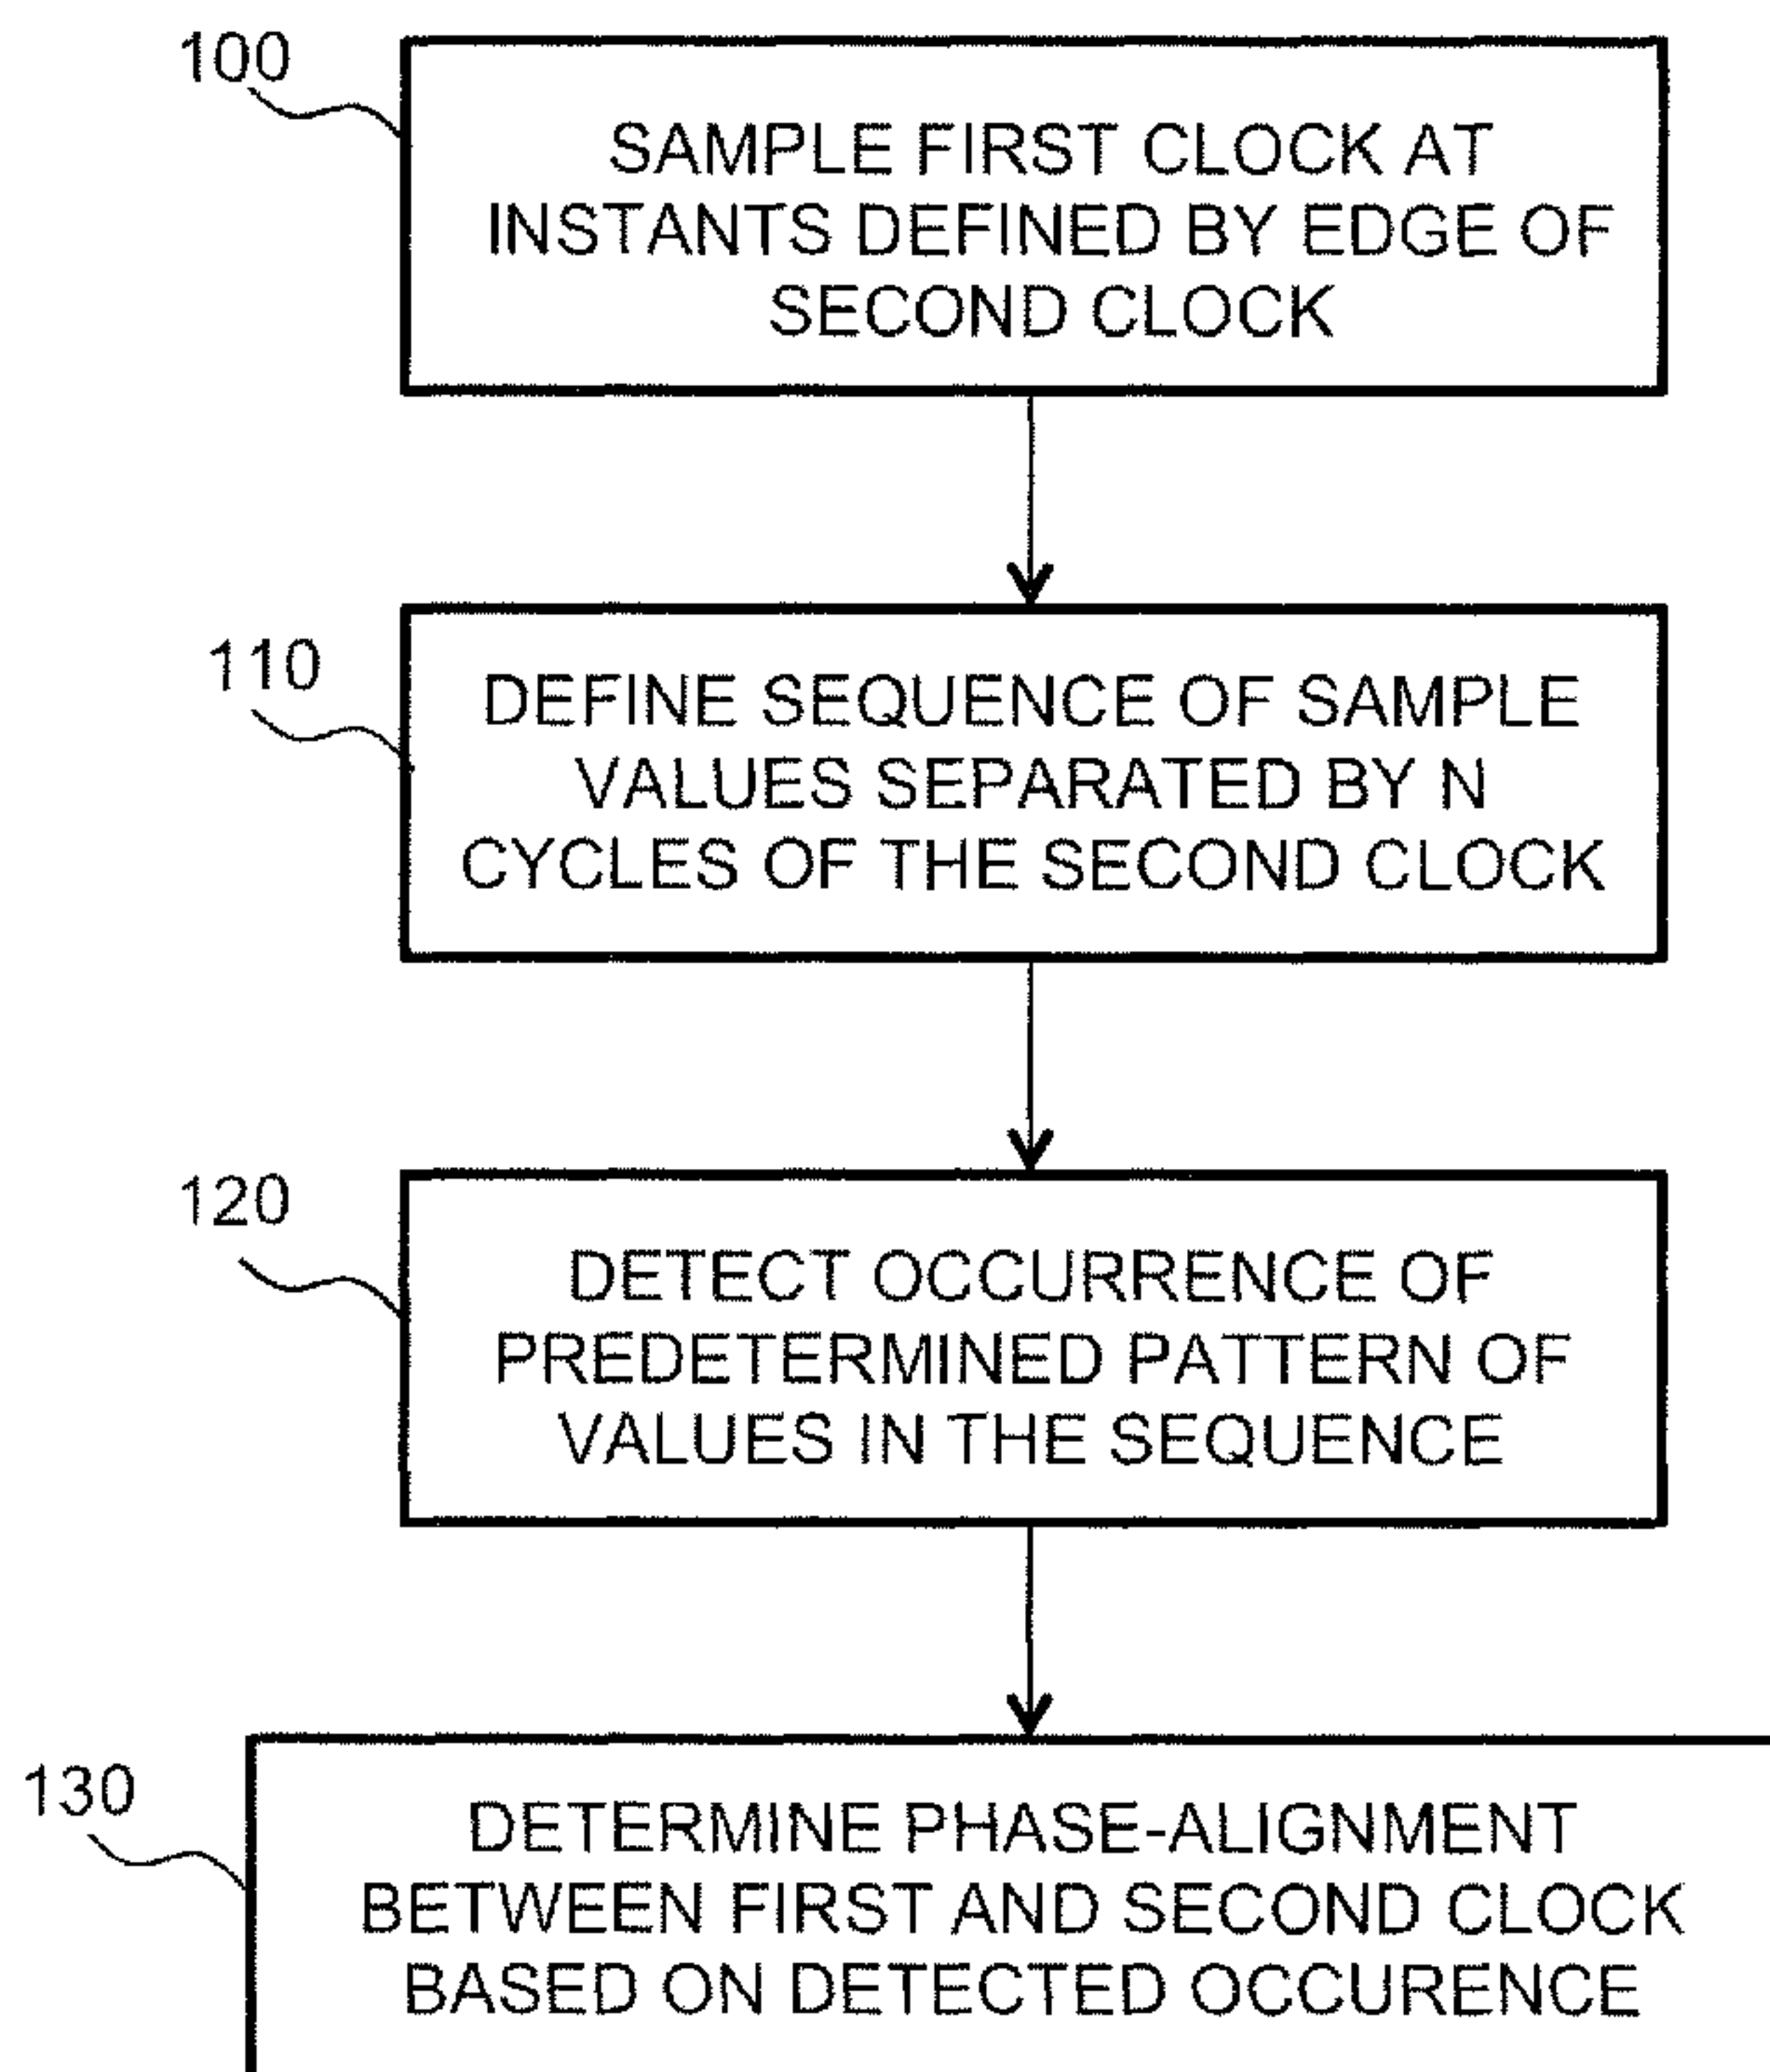 100
SAMPLE FIRST CLOCK AT
INSTANTS DEFINED BY EDGE OF
SECOND CLOCK
110
DEFINE SEQUENCE OF SAMPLE
VALUES SEPARATED BY N
CYCLES OF THE SECOND CLOCK
120
DETECT OCCURRENCE OF
PREDETERMINED PATTERN OF
VALUES IN THE SEQUENCE
130
DETERMINE PHASE-ALIGNMENT
BETWEEN FIRST AND SECOND CLOCK
BASED ON DETECTED OCCURENCE